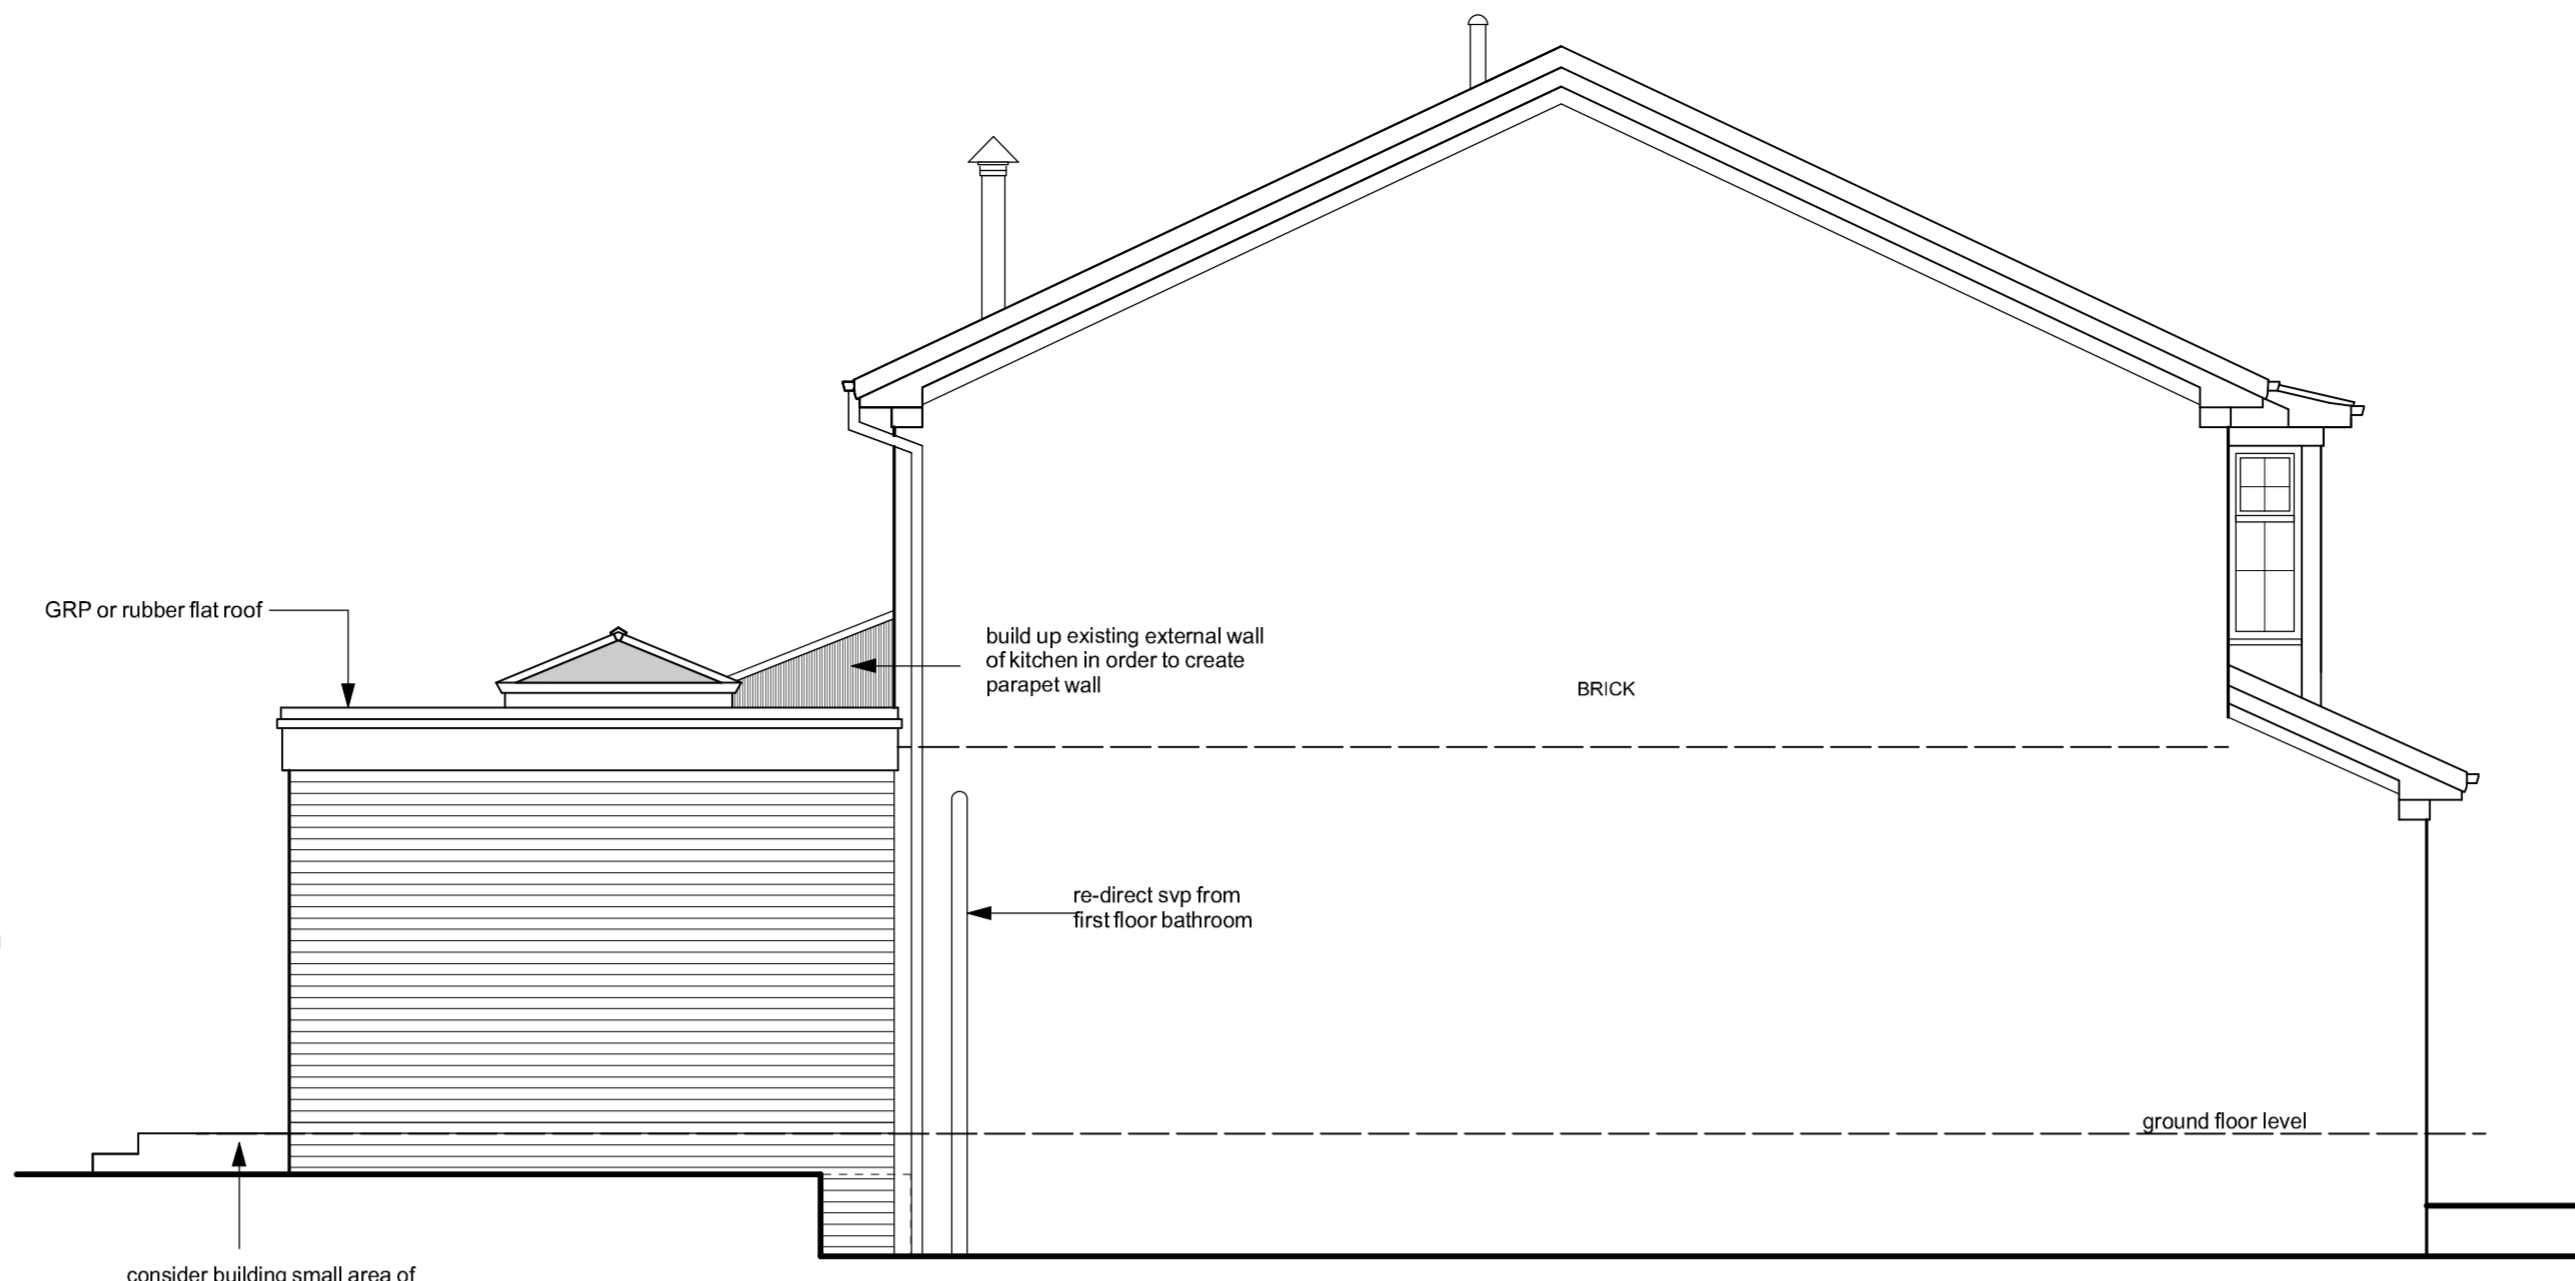 GRP or rubber flat roof
build up existing external wall
of kitchen in order to create
parapet wall
BRICK
re-direct svp from
first floor bathroom
ground floor level
consider building small area of